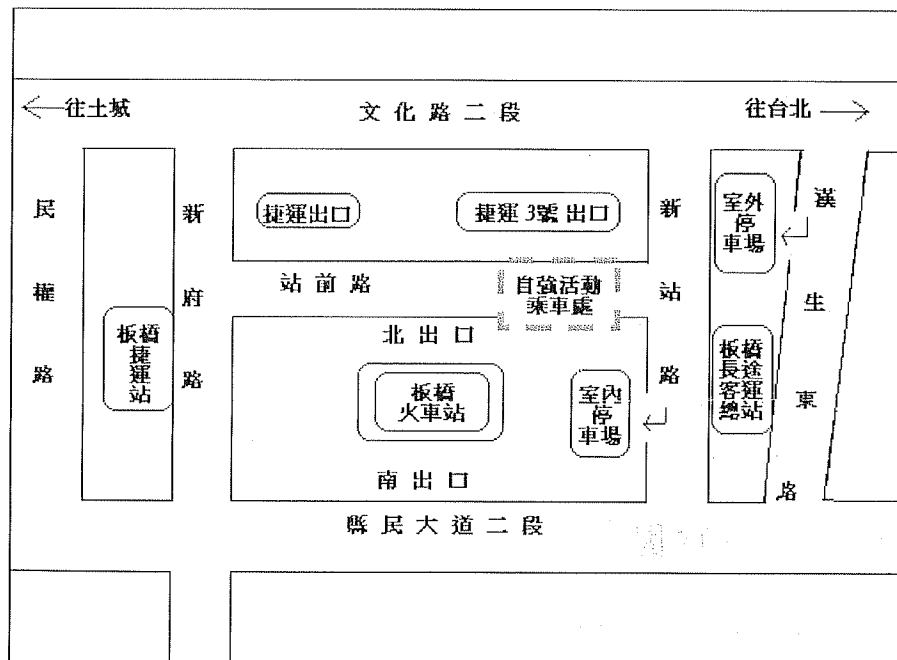 往土城
文化路二段
往台北
民權路
新府路
捷運出口
捷運 3號 出口
新站路
室外
停
車場
漢生東路
站前路
自強活動
乘車處
板橋
捷
運
站
北出口
板橋
火車站
室內
停
車場
板橋
長途
客運
總站
南出口
縣民大道二段